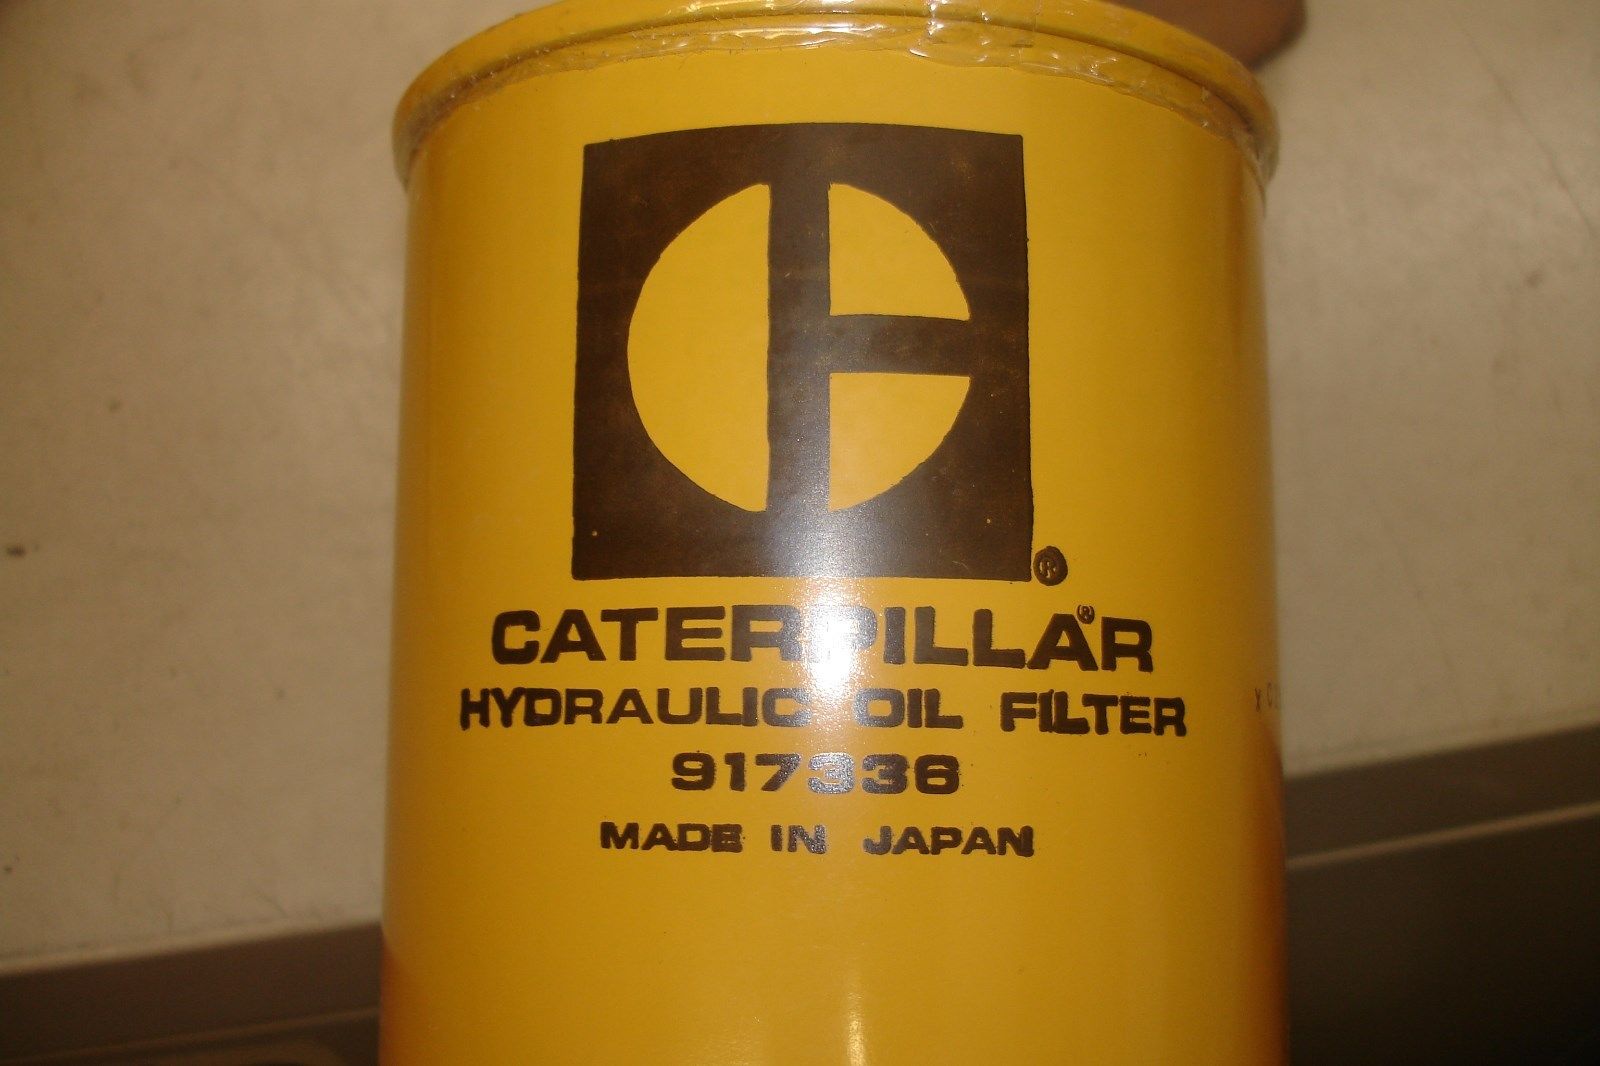 ®
CATERPILLAR®
HYDRAULIC OIL FILTER
917336
MADE IN JAPAN